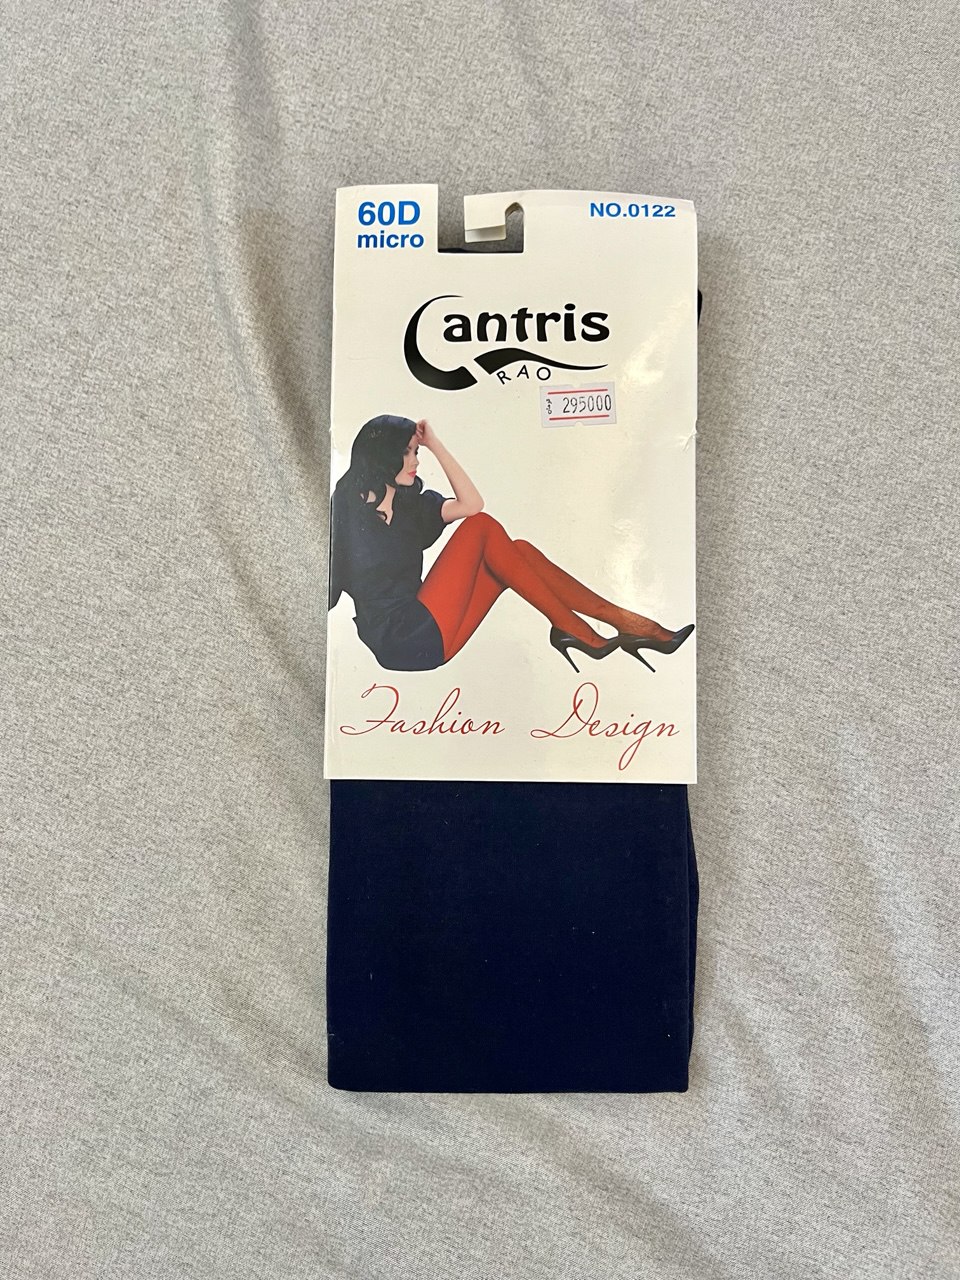 60D
micro
NO.0122
Cantris
RAO
295000
Fashion Design